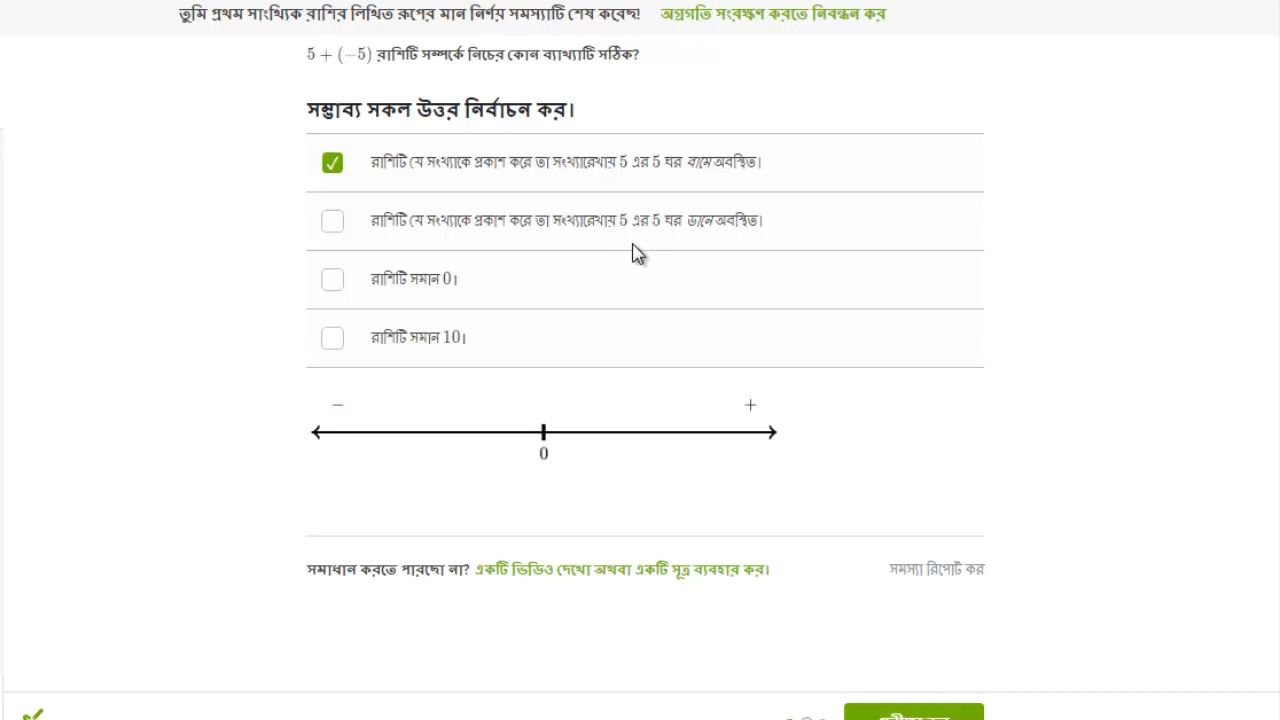 তুমি প্রথম সাংখ্যিক রাশির লিখিত রূপের মান নির্ণয় সমস্যাটি শেষ করেছ! অগ্রগতি সংরক্ষণ করতে নিবন্ধন কর
5 + (−5) রাশিটি সম্পর্কে নিচের কোন ব্যাখ্যাটি সঠিক?
সম্ভাব্য সকল উত্তর নির্বাচন কর।
রাশিটি যে সংখ্যাকে প্রকাশ করে তা সংখ্যারেখায় 5 এর 5 ঘর বামে অবস্থিত।
রাশিটি যে সংখ্যাকে প্রকাশ করে তা সংখ্যারেখায় 5 এর 5 ঘর ডানে অবস্থিত।
রাশিটি সমান 0।
রাশিটি সমান 10।
− +
0
সমাধান করতে পারছো না? একটি ভিডিও দেখো অথবা একটি সূত্র ব্যবহার কর। সমস্যা রিপোর্ট কর